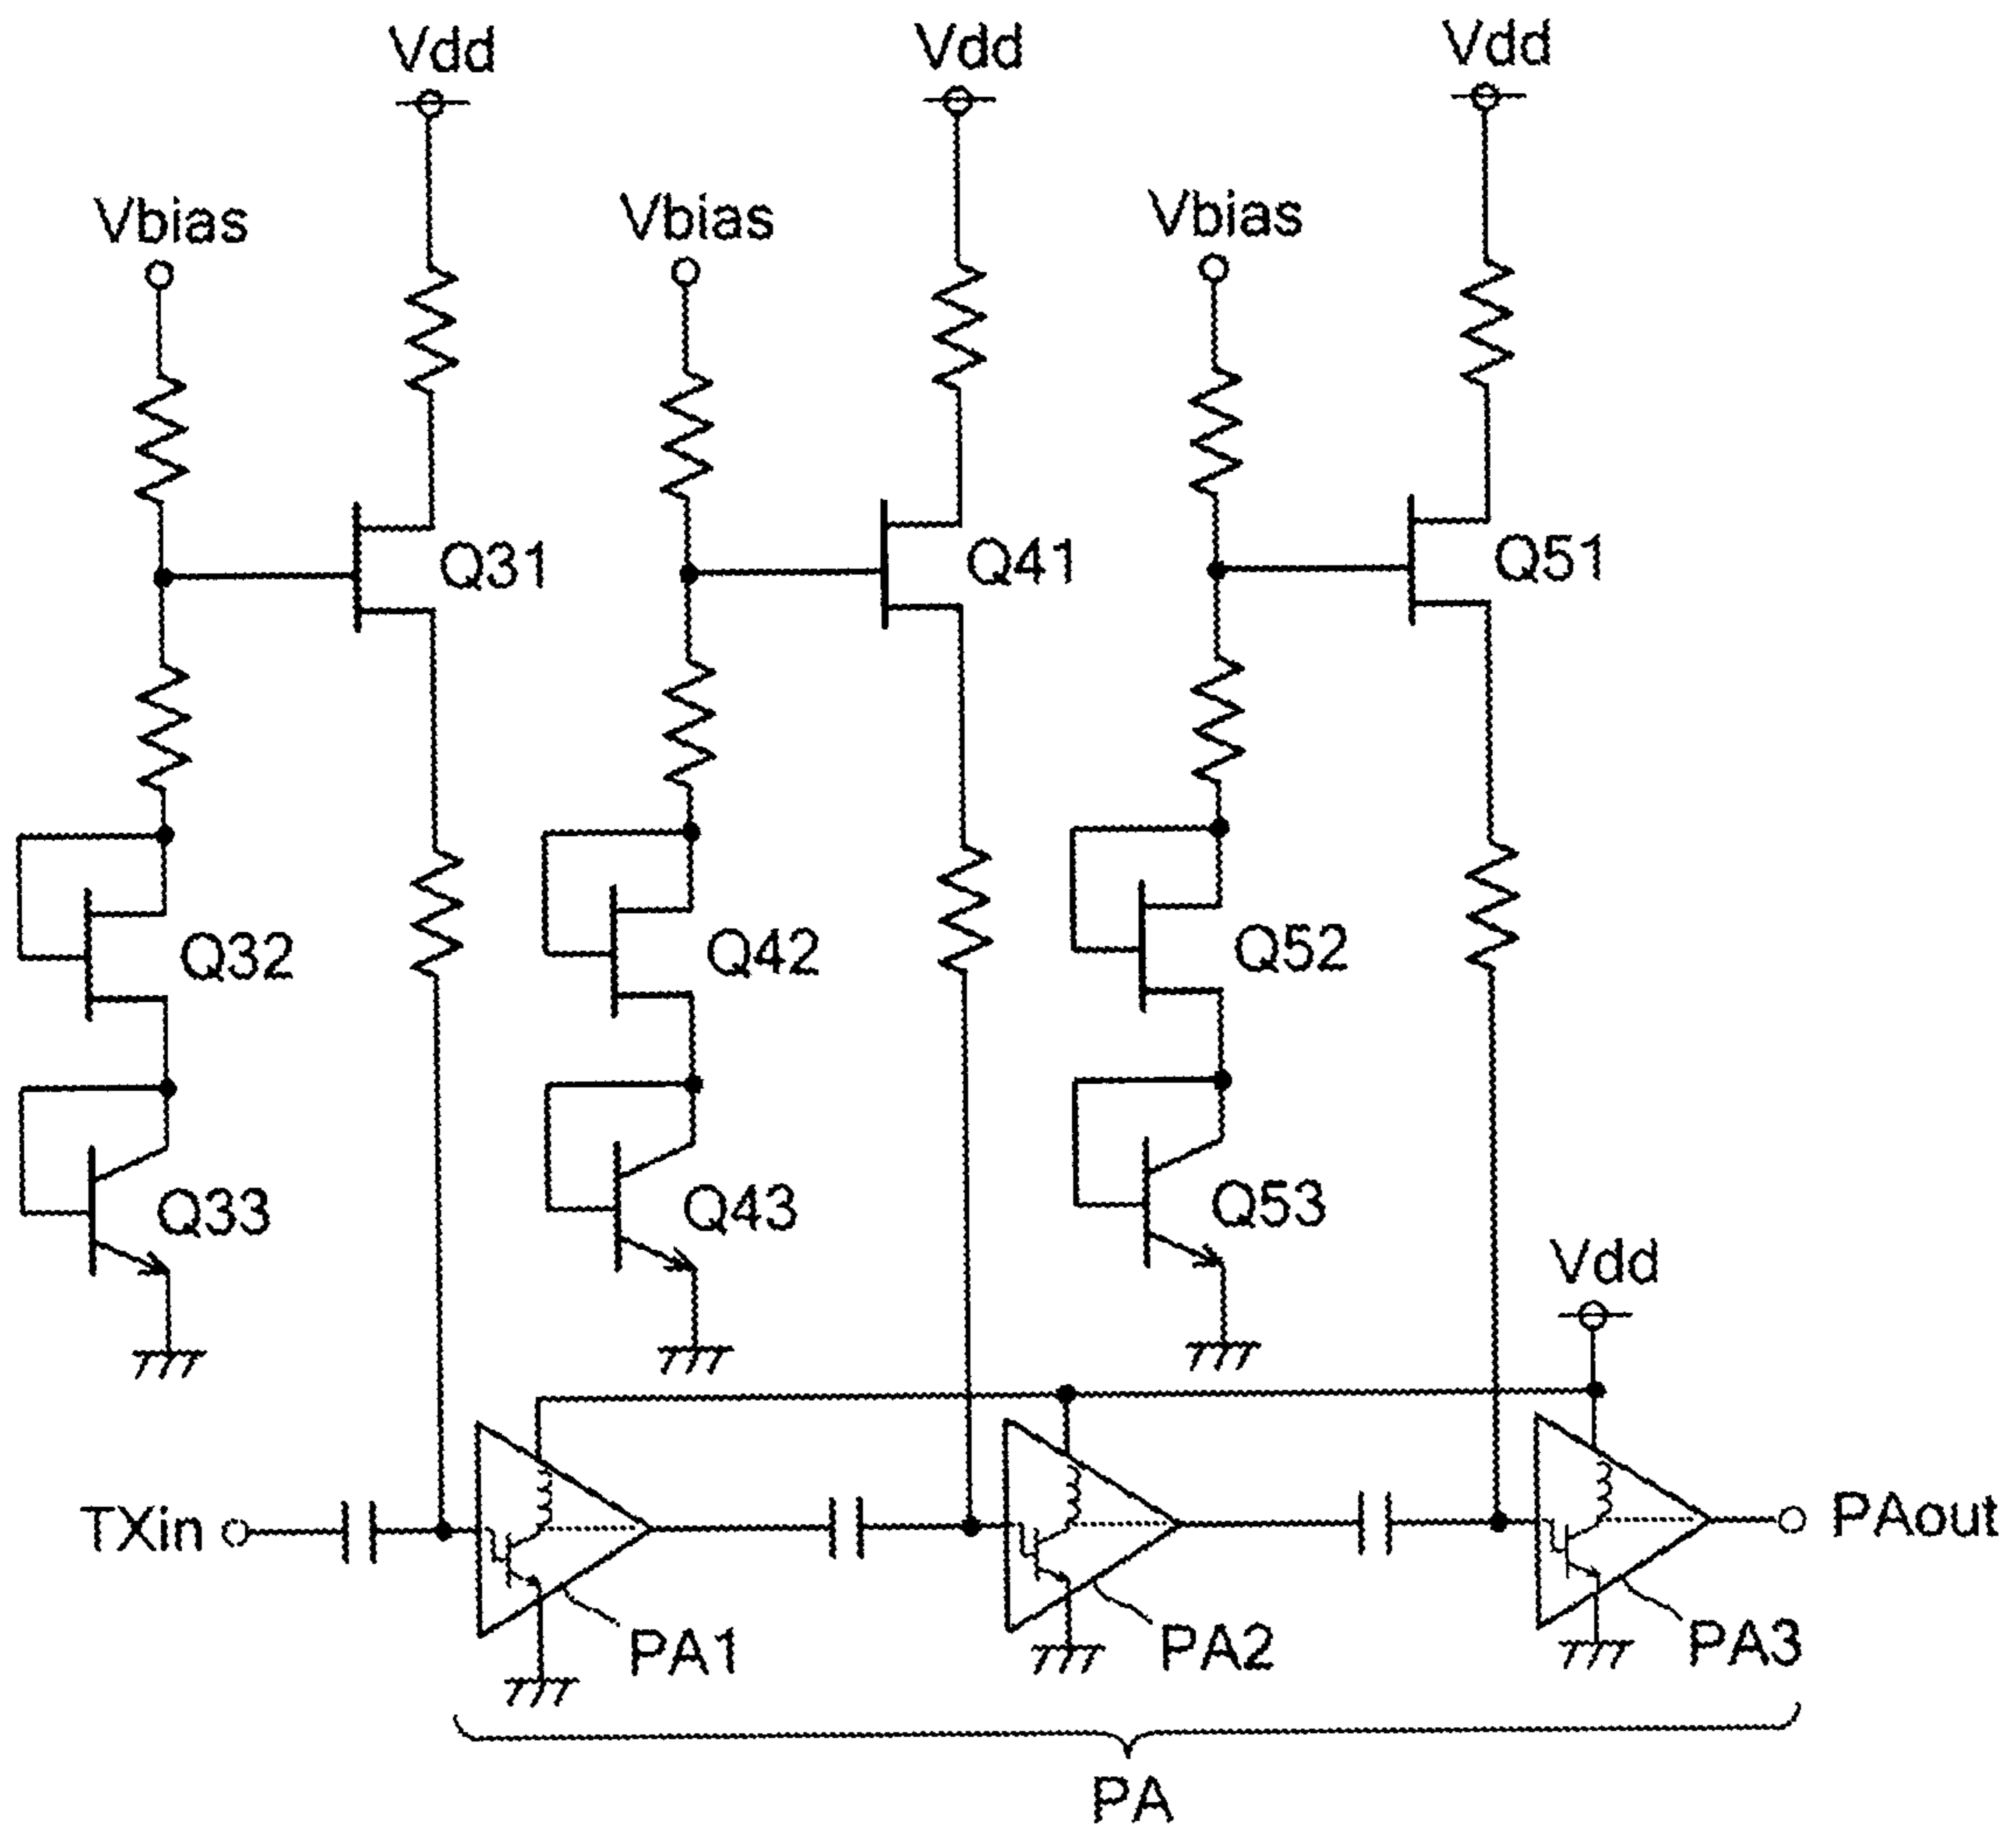 Vdd
Vdd
Vdd
Vbias
Vbias
Vbias
Q31
Q41
Q51
Q32
Q42
Q52
Q33
Q43
Q53
Vdd
TXin
PAout
PA1
PA2
PA3
PA